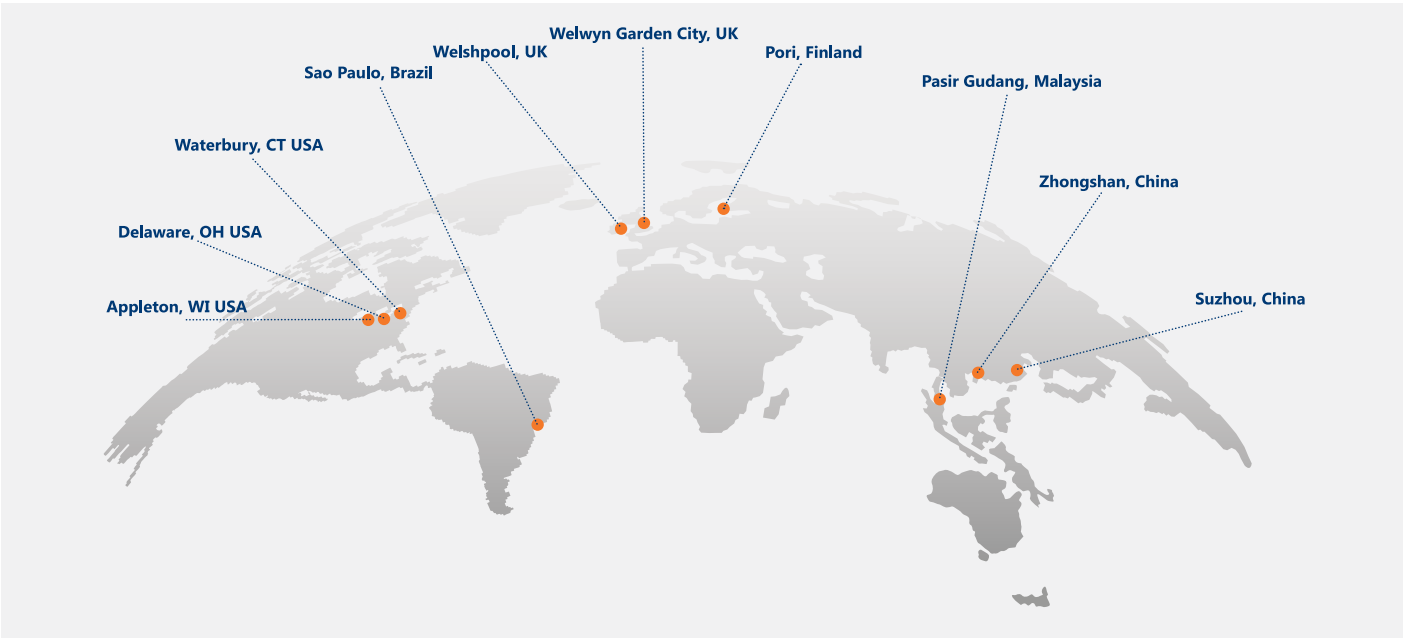 Welwyn Garden City, UK
Welshpool, UK
Pori, Finland
Sao Paulo, Brazil
Pasir Gudang, Malaysia
Waterbury, CT USA
Zhongshan, China
Delaware, OH USA
Suzhou, China
Appleton, WI USA